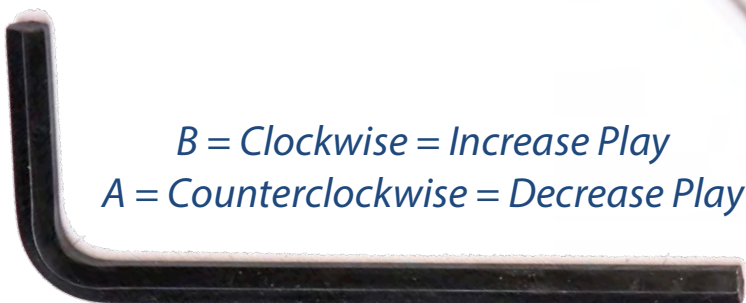 B = Clockwise = Increase Play
A = Counterclockwise = Decrease Play